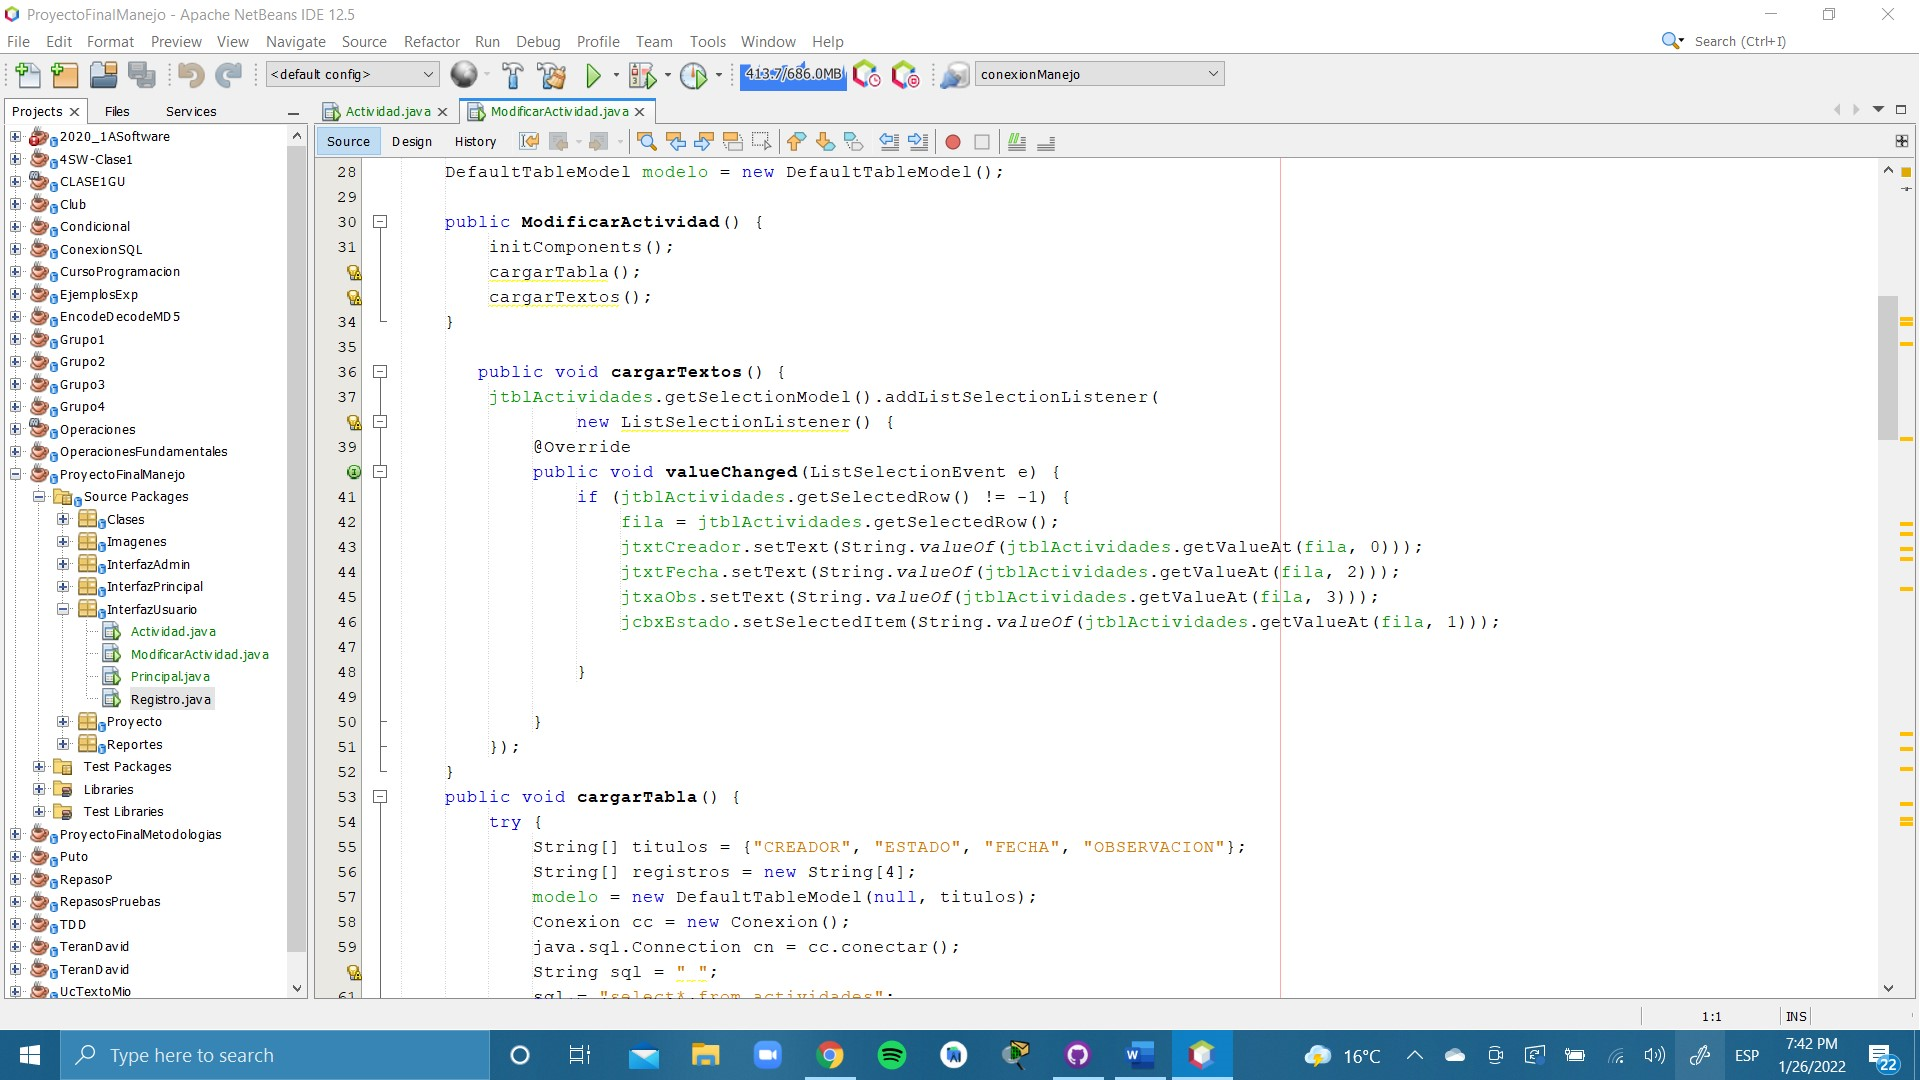 ProyectoFinalManejo - Apache NetBeans IDE 12.5
File Edit Format Preview View Navigate Source Refactor Run Debug Profile Team Tools Window Help
Search (Ctrl+I)
<default config>
413.7/686.0MB
conexionManejo
Projects Files Services
Actividad.java ModificarActividad.java
Source Design History
2020_1ASoftware
4SW-Clase1
CLASE1GU
Club
Condicional
ConexionSQL
CursoProgramacion
EjemplosExp
EncodeDecodeMD5
Grupo1
Grupo2
Grupo3
Grupo4
Operaciones
OperacionesFundamentales
ProyectoFinalManejo
Source Packages
Clases
Imagenes
InterfazAdmin
InterfazPrincipal
InterfazUsuario
Actividad.java
ModificarActividad.java
Principal.java
Registro.java
Proyecto
Reportes
Test Packages
Libraries
Test Libraries
ProyectoFinalMetodologias
Puto
RepasoP
RepasosPruebas
TDD
TeranDavid
TeranDavid
UcTextoMio
28 DefaultTableModel modelo = new DefaultTableModel();
29
30 public ModificarActividad() {
31 initComponents();
cargarTabla();
cargarTextos();
34 }
35
36 public void cargarTextos() {
37 jtblActividades.getSelectionModel().addListSelectionListener(
new ListSelectionListener() {
39 @Override
public void valueChanged(ListSelectionEvent e) {
41 if (jtblActividades.getSelectedRow() != -1) {
42 fila = jtblActividades.getSelectedRow();
43 jtxtCreador.setText(String.valueOf(jtblActividades.getValueAt(fila, 0)));
44 jtxtFecha.setText(String.valueOf(jtblActividades.getValueAt(fila, 2)));
45 jtxaObs.setText(String.valueOf(jtblActividades.getValueAt(fila, 3)));
46 jcbxEstado.setSelectedItem(String.valueOf(jtblActividades.getValueAt(fila, 1)));
47
48 }
49
50 }
51 });
52 }
53 public void cargarTabla() {
54 try {
55 String[] titulos = {"CREADOR", "ESTADO", "FECHA", "OBSERVACION"};
56 String[] registros = new String[4];
57 modelo = new DefaultTableModel(null, titulos);
58 Conexion cc = new Conexion();
59 java.sql.Connection cn = cc.conectar();
String sql = " ";
61 sql = "select* from actividades";
1:1 INS
Type here to search
16°C
ESP
7:42 PM
1/26/2022
22